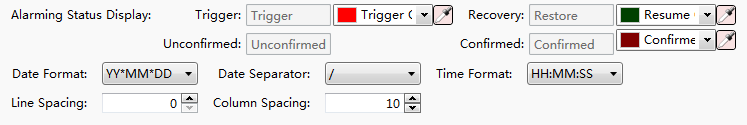 Alarming Status Display: Trigger: Trigger Trigger Recovery: Restore Resume
Unconfirmed: Unconfirmed Confirmed: Confirmed Confirme
Date Format: YY*MM*DD Date Separator: / Time Format: HH:MM:SS
Line Spacing: 0 Column Spacing: 10